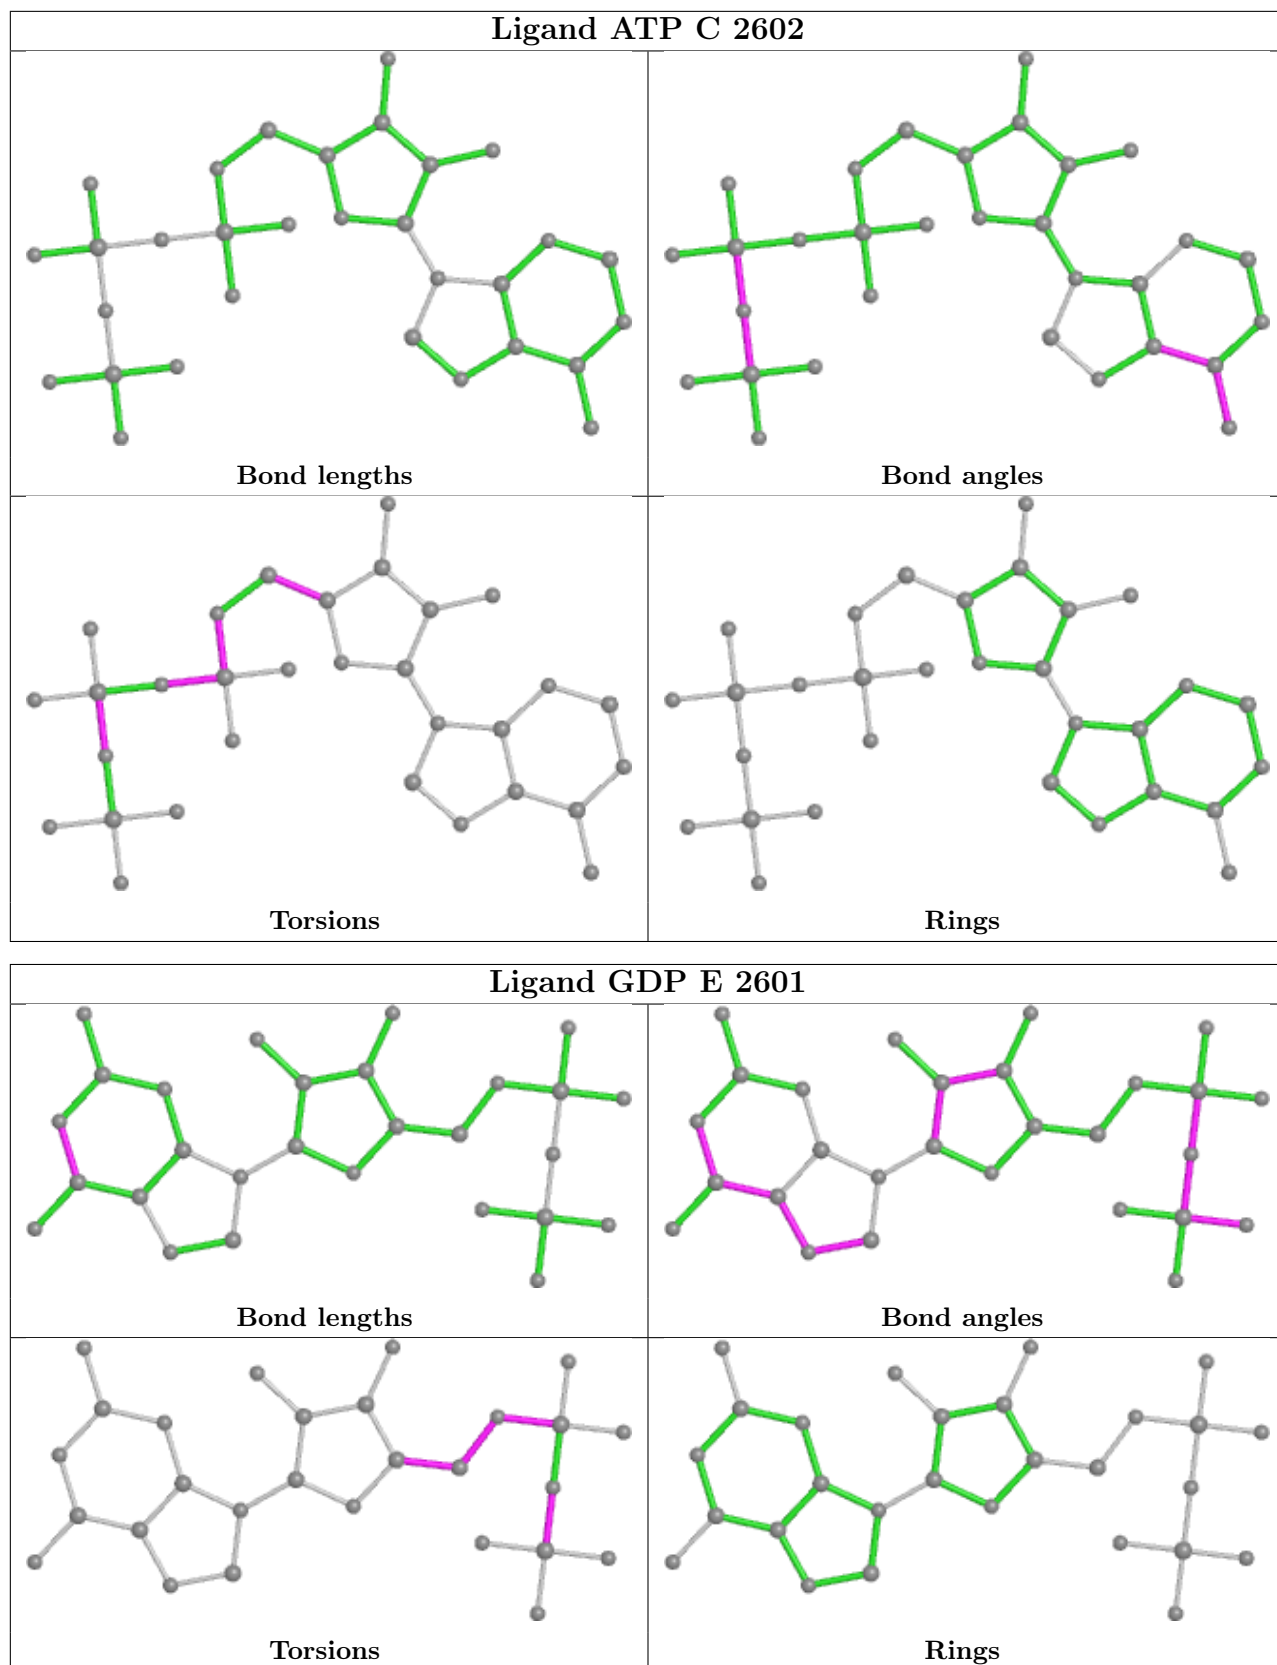 Ligand ATP C 2602
Bond lengths
Bond angles
Torsions
Rings
Ligand GDP E 2601
Bond lengths
Bond angles
Torsions
Rings